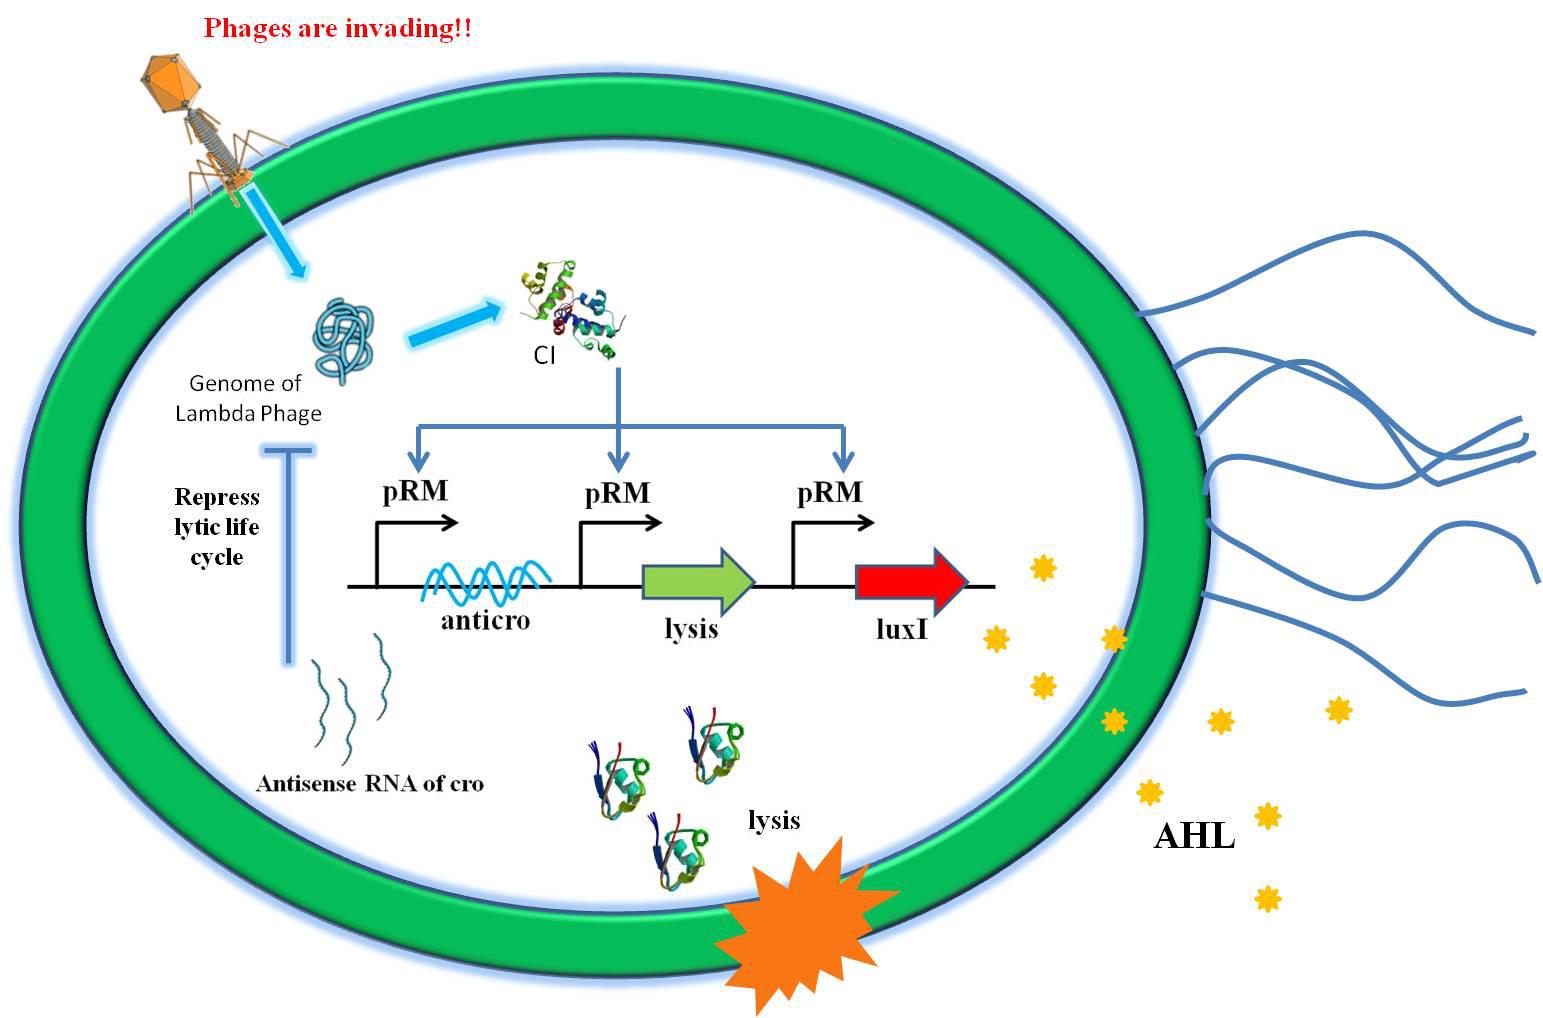 Phages are invading!!
CI
Genome of
Lambda Phage
Repress
lytic life
cycle
pRM
pRM
pRM
anticro
lysis
luxI
Antisense RNA of cro
lysis
AHL